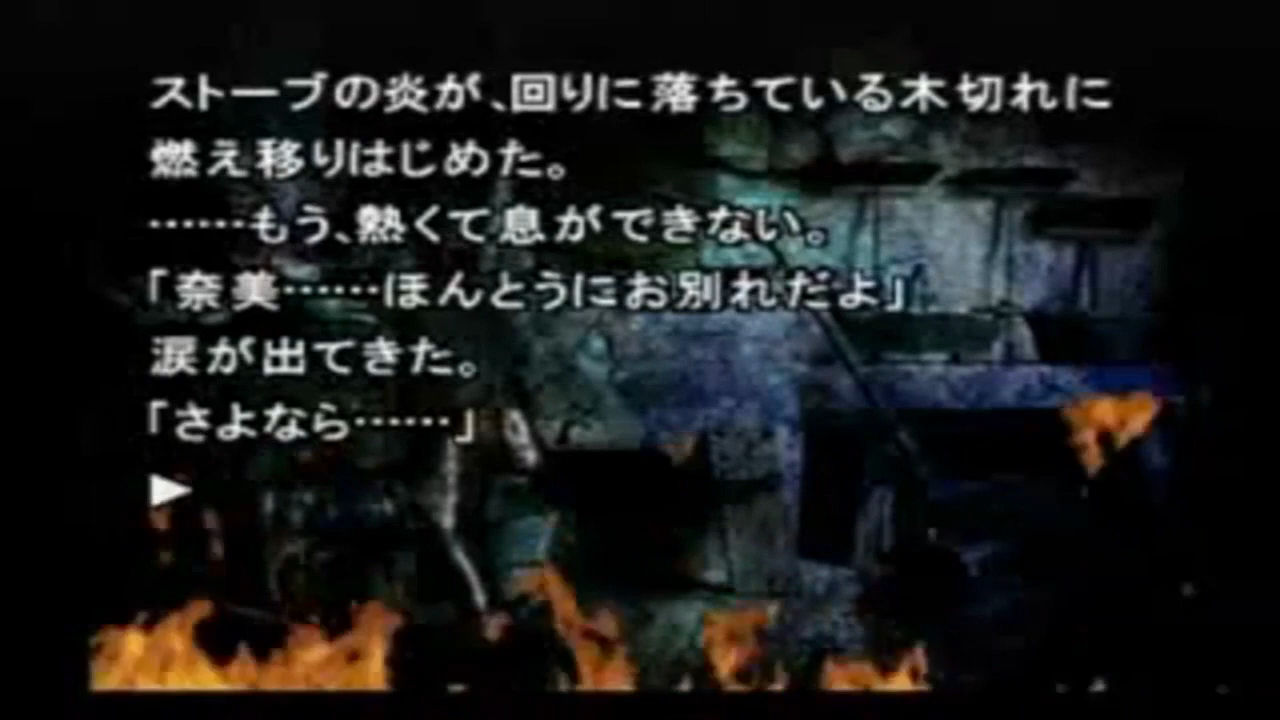 ストーブの炎が、回りに落ちている木切れに
燃え移りはじめた。
……もう、熱くて息ができない。
「奈美……ほんとうにお別れだよ」
涙が出てきた。
「さよなら……」